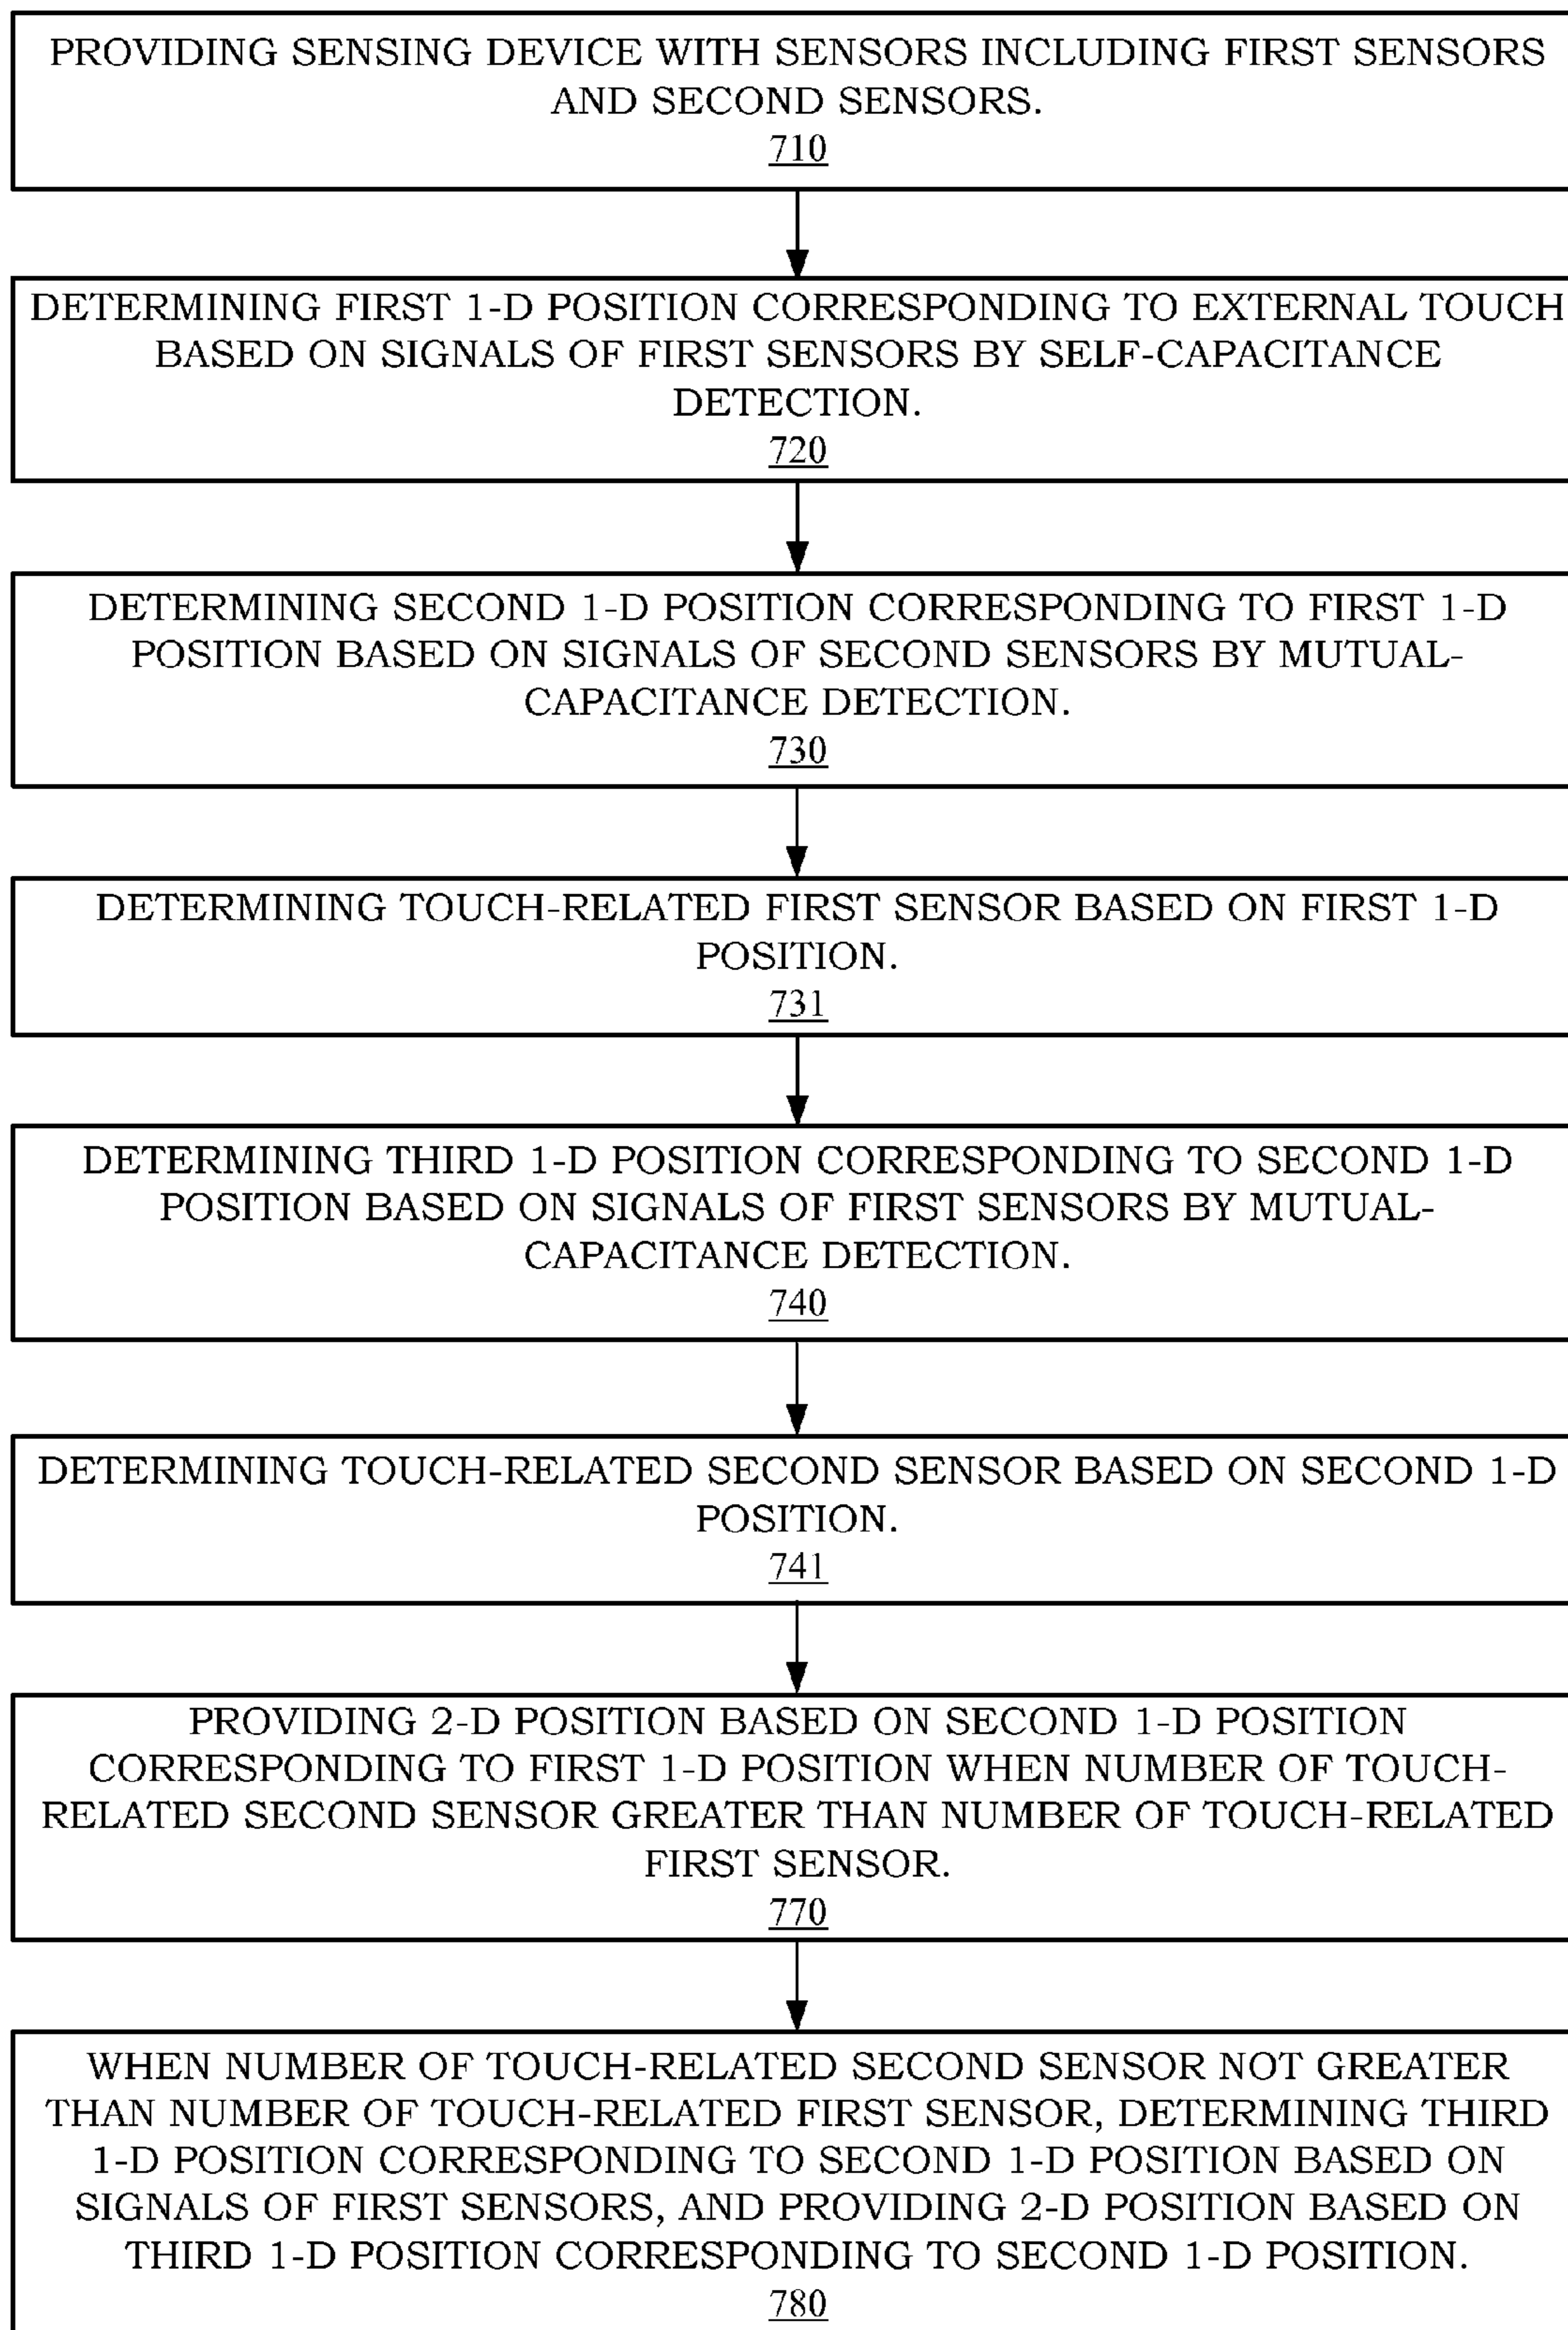 PROVIDING SENSING DEVICE WITH SENSORS INCLUDING FIRST SENSORS
AND SECOND SENSORS.
710
DETERMINING FIRST 1-D POSITION CORRESPONDING TO EXTERNAL TOUCH
BASED ON SIGNALS OF FIRST SENSORS BY SELF-CAPACITANCE
DETECTION.
720
DETERMINING SECOND 1-D POSITION CORRESPONDING TO FIRST 1-D
POSITION BASED ON SIGNALS OF SECOND SENSORS BY MUTUAL-
CAPACITANCE DETECTION.
730
DETERMINING TOUCH-RELATED FIRST SENSOR BASED ON FIRST 1-D
POSITION.
731
DETERMINING THIRD 1-D POSITION CORRESPONDING TO SECOND 1-D
POSITION BASED ON SIGNALS OF FIRST SENSORS BY MUTUAL-
CAPACITANCE DETECTION.
740
DETERMINING TOUCH-RELATED SECOND SENSOR BASED ON SECOND 1-D
POSITION.
741
PROVIDING 2-D POSITION BASED ON SECOND 1-D POSITION
CORRESPONDING TO FIRST 1-D POSITION WHEN NUMBER OF TOUCH-
RELATED SECOND SENSOR GREATER THAN NUMBER OF TOUCH-RELATED
FIRST SENSOR.
770
WHEN NUMBER OF TOUCH-RELATED SECOND SENSOR NOT GREATER
THAN NUMBER OF TOUCH-RELATED FIRST SENSOR, DETERMINING THIRD
1-D POSITION CORRESPONDING TO SECOND 1-D POSITION BASED ON
SIGNALS OF FIRST SENSORS, AND PROVIDING 2-D POSITION BASED ON
THIRD 1-D POSITION CORRESPONDING TO SECOND 1-D POSITION.
780